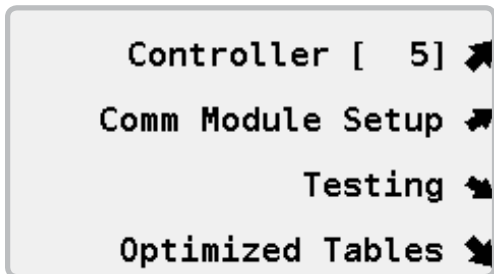 Controller [  5]
Comm Module Setup
Testing
Optimized Tables